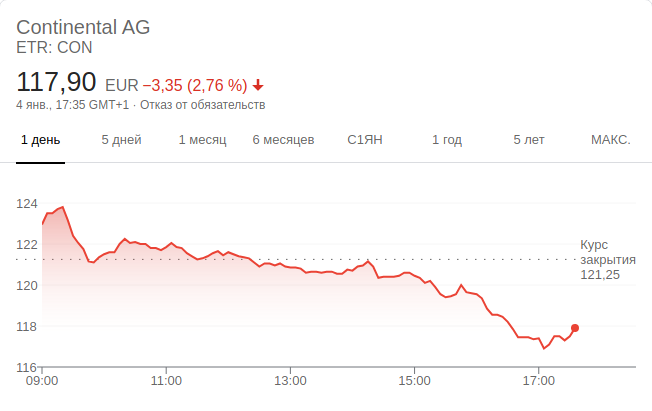 Continental AG
ETR: CON
117,90 EUR −3,35 (2,76 %)
4 янв., 17:35 GMT+1 · Отказ от обязательств
1 день 5 дней 1 месяц 6 месяцев С1ЯН 1 год 5 лет МАКС.
124
122
120
118
116
Курс
закрытия
121,25
09:00 11:00 13:00 15:00 17:00